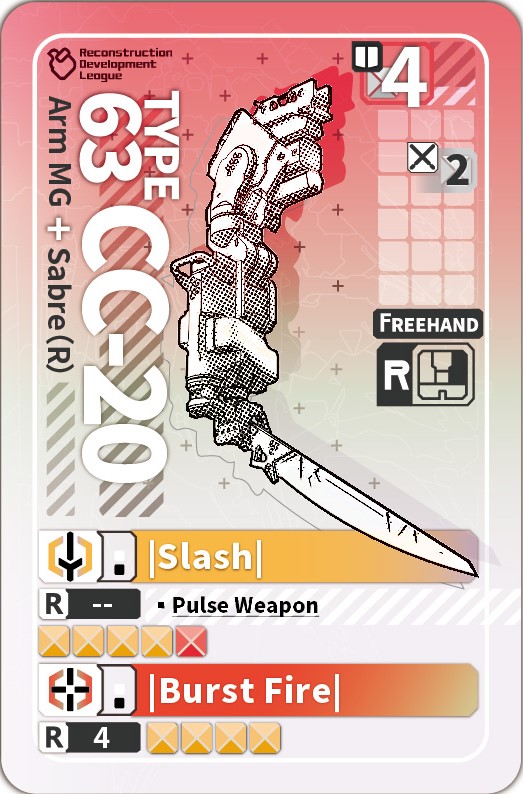 Reconstruction
Development
League
4
2
TYPE
63 CC-20
Arm MG + Sabre(R)
FREEHAND
R
|Slash|
R --
▪ Pulse Weapon
|Burst Fire|
R 4